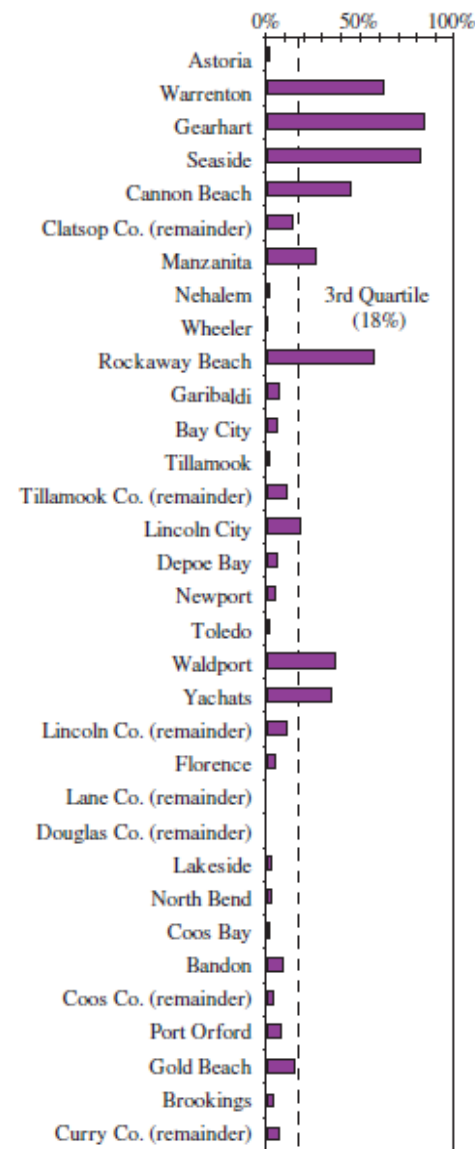 0% 50% 100%
Astoria
Warrenton
Gearhart
Seaside
Cannon Beach
Clatsop Co. (remainder)
Manzanita
Nehalem
3rd Quartile
(18%)
Wheeler
Rockaway Beach
Garibaldi
Bay City
Tillamook
Tillamook Co. (remainder)
Lincoln City
Depoe Bay
Newport
Toledo
Waldport
Yachats
Lincoln Co. (remainder)
Florence
Lane Co. (remainder)
Douglas Co. (remainder)
Lakeside
North Bend
Coos Bay
Bandon
Coos Co. (remainder)
Port Orford
Gold Beach
Brookings
Curry Co. (remainder)